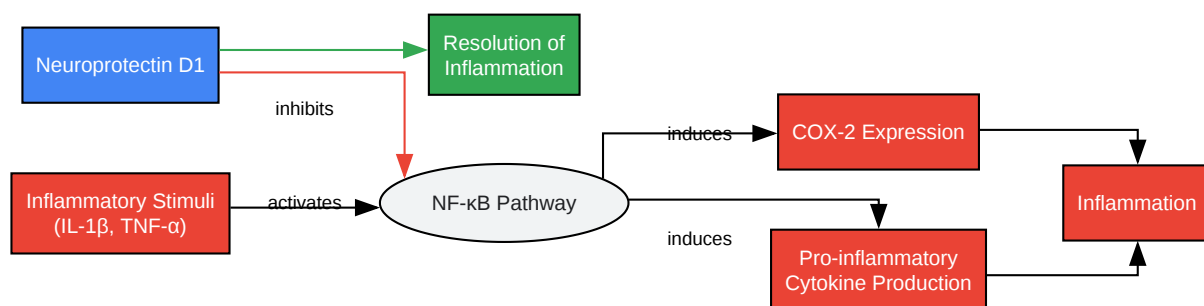 Neuroprotectin D1
Resolution of
Inflammation
inhibits
Inflammatory Stimuli
(IL-1β, TNF-α)
activates
NF-κB Pathway
induces
COX-2 Expression
induces
Pro-inflammatory
Cytokine Production
Inflammation